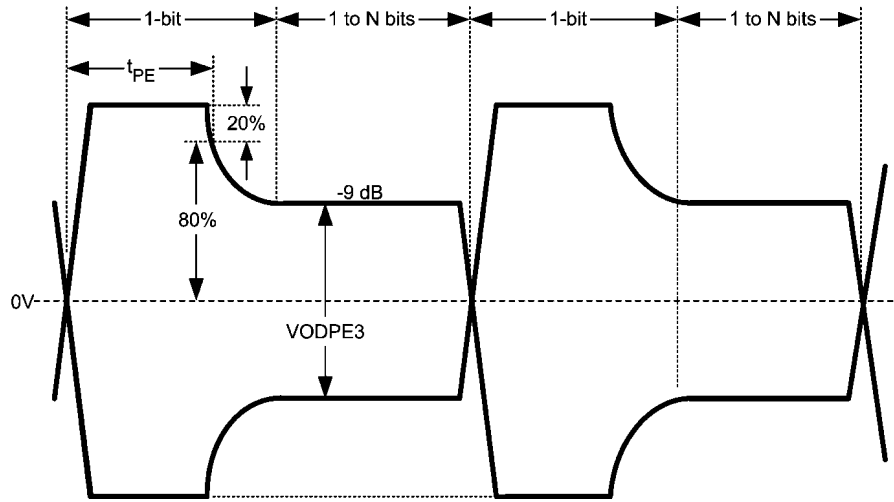 1-bit
1 to N bits
1-bit
1 to N bits
tPE
20%
-9 dB
80%
0V
VODPE3